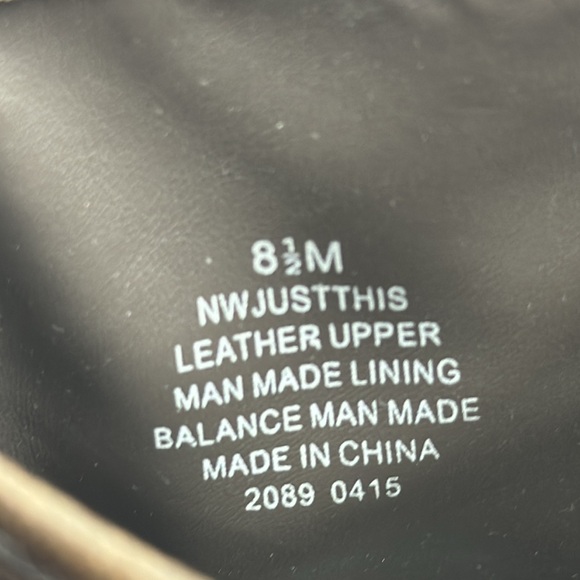 8½M
NWJUSTTHIS
LEATHER UPPER
MAN MADE LINING
BALANCE MAN MADE
MADE IN CHINA
2089 0415